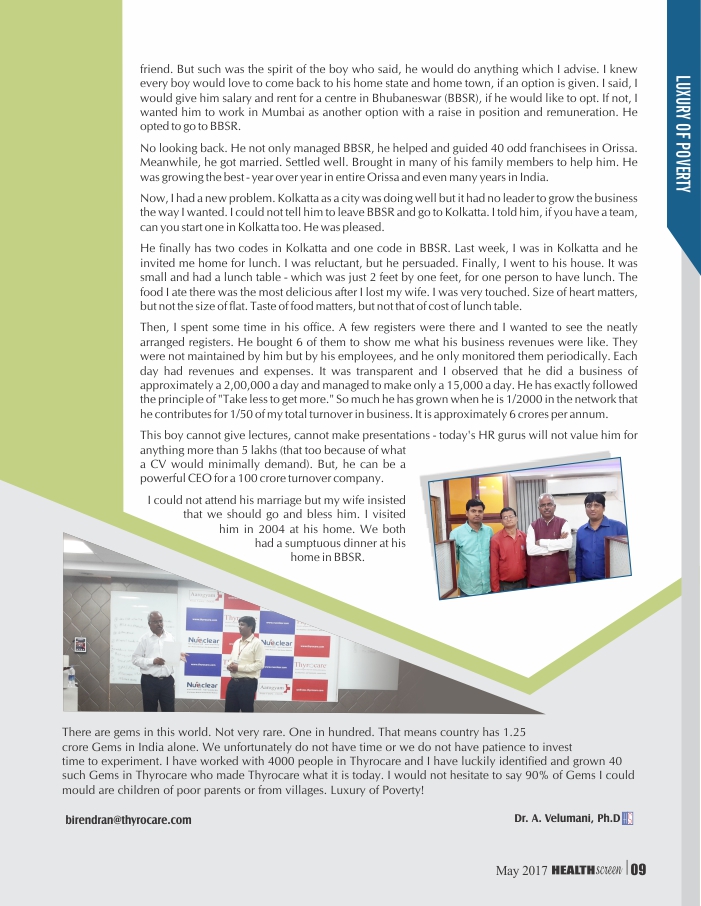 LUXURY OF POVERTY
friend. But such was the spirit of the boy who said, he would do anything which I advise. I knew
every boy would love to come back to his home state and home town, if an option is given. I said, I
would give him salary and rent for a centre in Bhubaneswar (BBSR), if he would like to opt. If not, I
wanted him to work in Mumbai as another option with a raise in position and remuneration. He
opted to go to BBSR.
No looking back. He not only managed BBSR, he helped and guided 40 odd franchisees in Orissa.
Meanwhile, he got married. Settled well. Brought in many of his family members to help him. He
was growing the best - year over year in entire Orissa and even many years in India.
Now, I had a new problem. Kolkatta as a city was doing well but it had no leader to grow the business
the way I wanted. I could not tell him to leave BBSR and go to Kolkatta. I told him, if you have a team,
can you start one in Kolkatta too. He was pleased.
He finally has two codes in Kolkatta and one code in BBSR. Last week, I was in Kolkatta and he
invited me home for lunch. I was reluctant, but he persuaded. Finally, I went to his house. It was
small and had a lunch table - which was just 2 feet by one feet, for one person to have lunch. The
food I ate there was the most delicious after I lost my wife. I was very touched. Size of heart matters,
but not the size of flat. Taste of food matters, but not that of cost of lunch table.
Then, I spent some time in his office. A few registers were there and I wanted to see the neatly
arranged registers. He bought 6 of them to show me what his business revenues were like. They
were not maintained by him but by his employees, and he only monitored them periodically. Each
day had revenues and expenses. It was transparent and I observed that he did a business of
approximately a 2,00,000 a day and managed to make only a 15,000 a day. He has exactly followed
the principle of "Take less to get more." So much he has grown when he is 1/2000 in the network that
he contributes for 1/50 of my total turnover in business. It is approximately 6 crores per annum.
This boy cannot give lectures, cannot make presentations - today's HR gurus will not value him for
anything more than 5 lakhs (that too because of what
a CV would minimally demand). But, he can be a
powerful CEO for a 100 crore turnover company.
I could not attend his marriage but my wife insisted
that we should go and bless him. I visited
him in 2004 at his home. We both
had a sumptuous dinner at his
home in BBSR.
Aarogyam
Nueclear
Nueclear
Thyrocare
Nueclear
Aarogyam
There are gems in this world. Not very rare. One in hundred. That means country has 1.25
crore Gems in India alone. We unfortunately do not have time or we do not have patience to invest
time to experiment. I have worked with 4000 people in Thyrocare and I have luckily identified and grown 40
such Gems in Thyrocare who made Thyrocare what it is today. I would not hesitate to say 90% of Gems I could
mould are children of poor parents or from villages. Luxury of Poverty!
birendran@thyrocare.com
Dr. A. Velumani, Ph.D
May 2017 HEALTHscreen 09